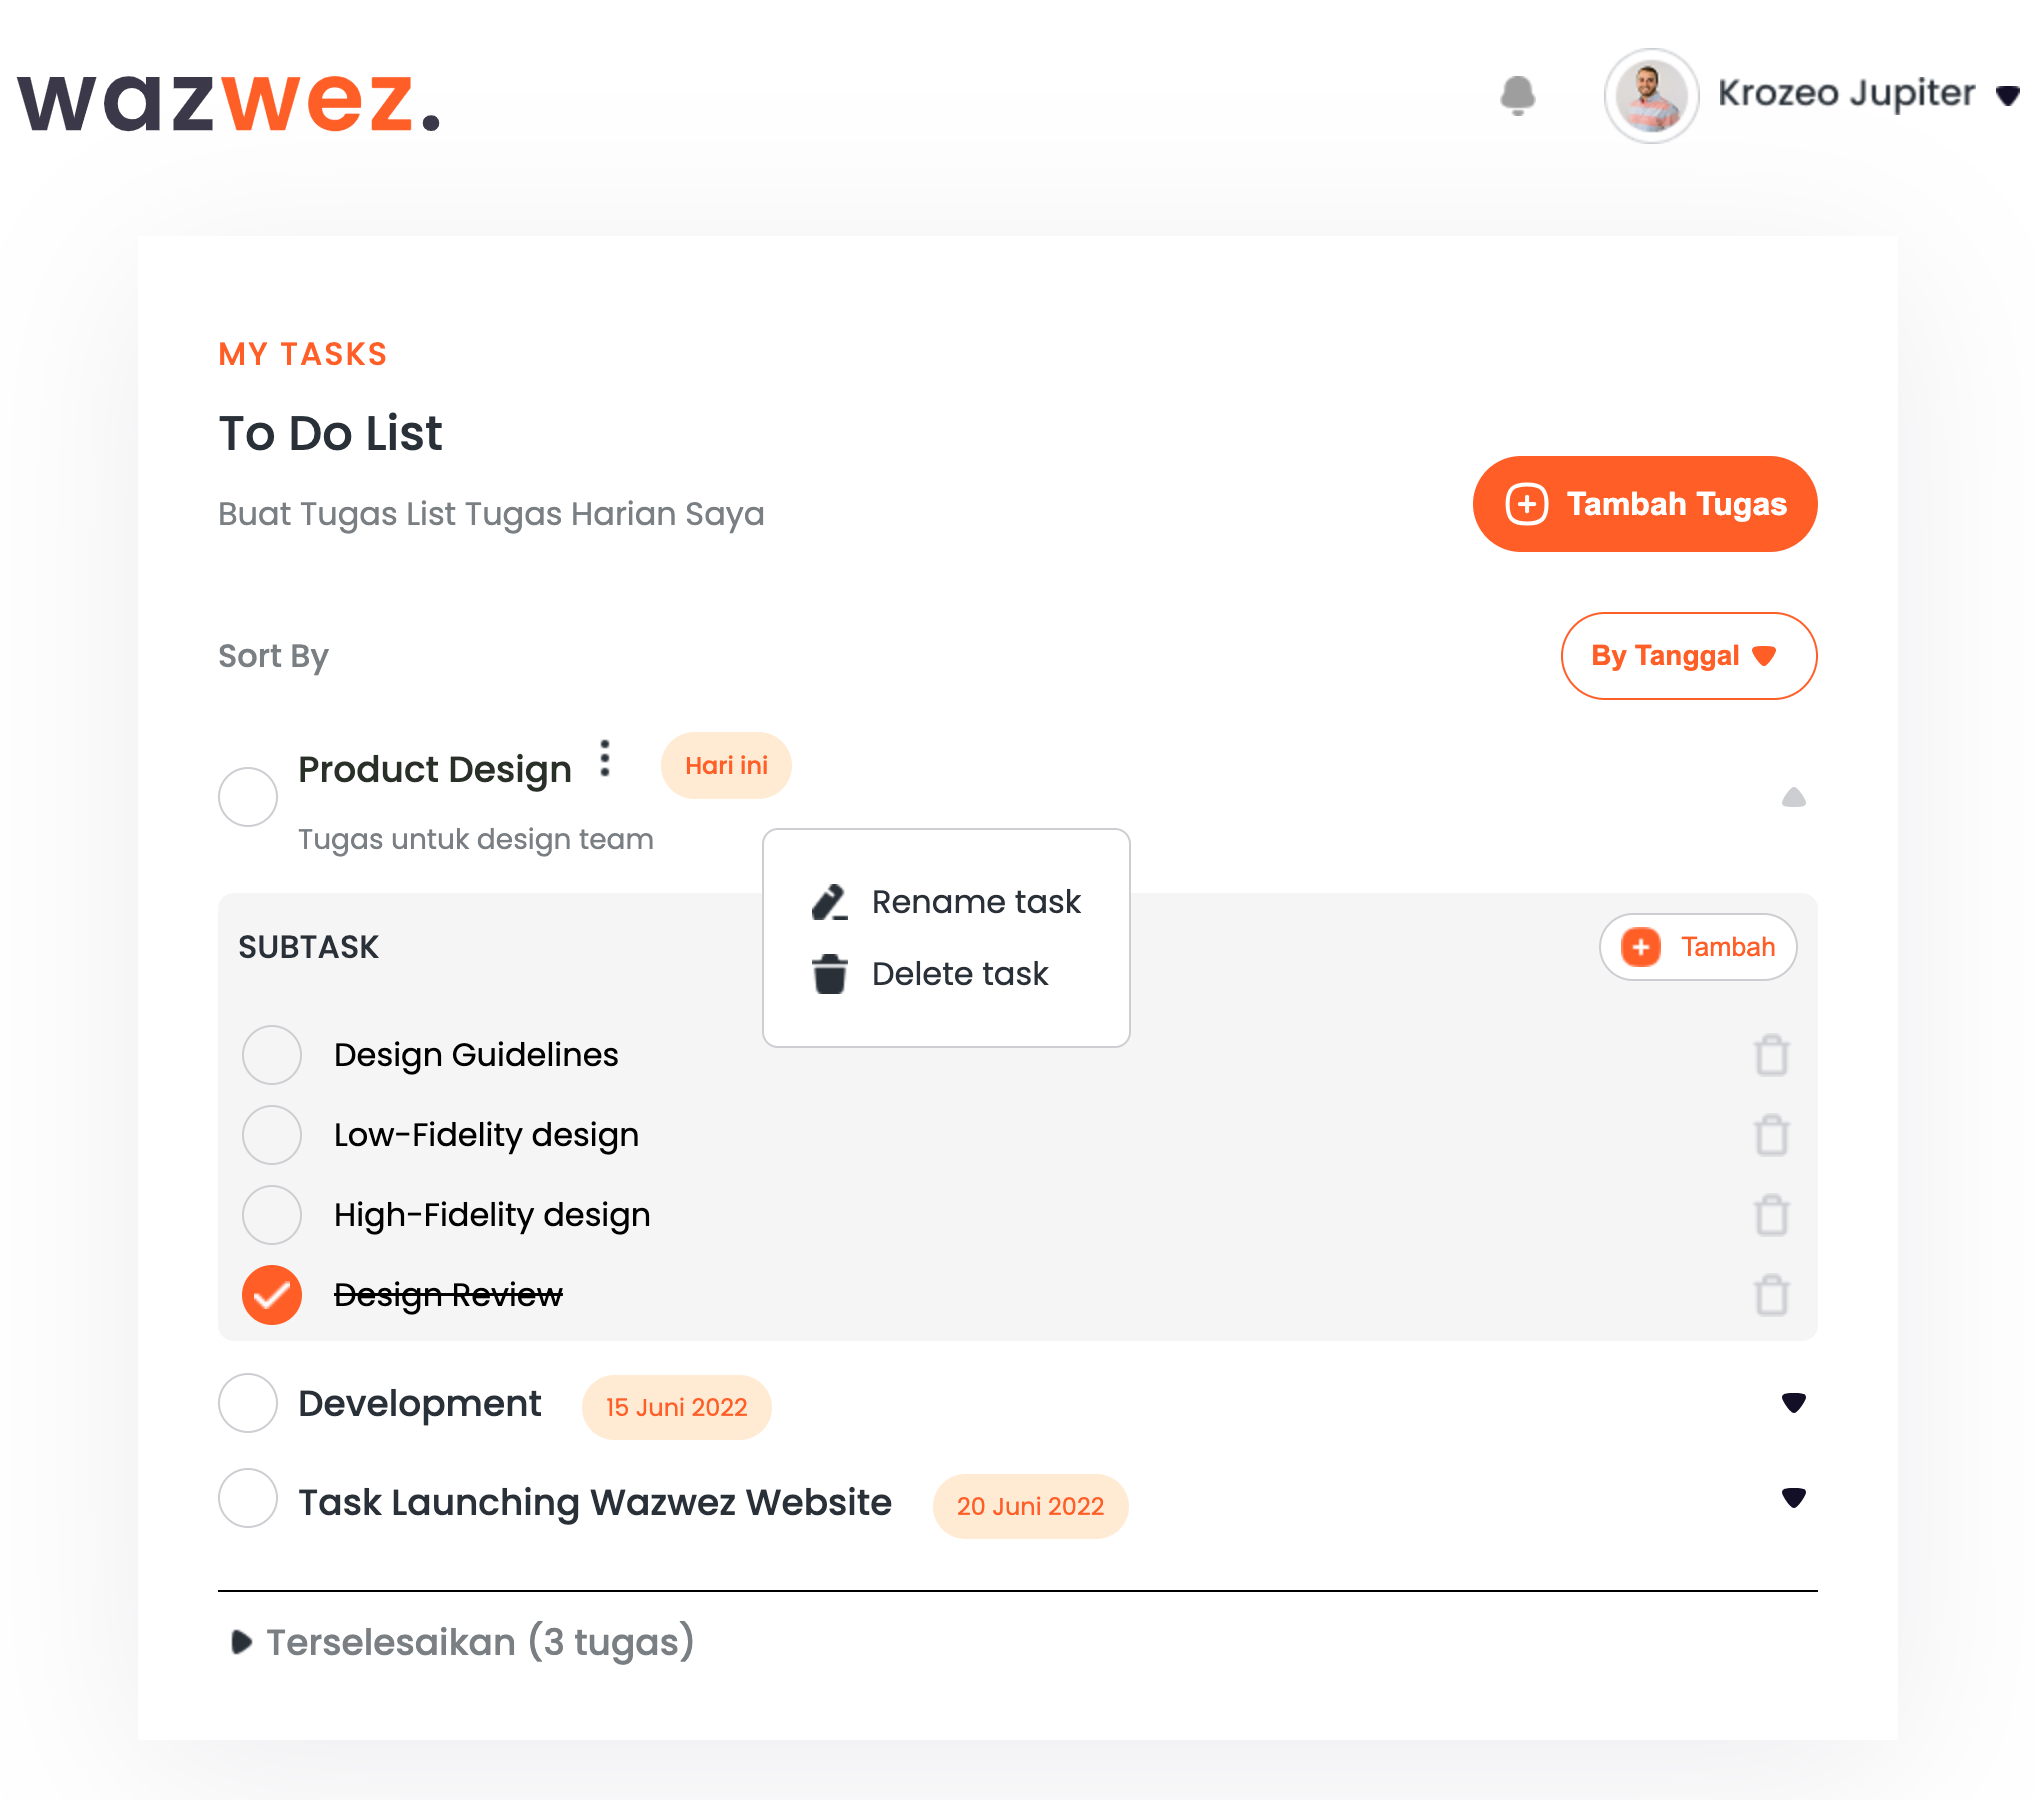 wazwez.
Krozeo Jupiter
MY TASKS
To Do List
Buat Tugas List Tugas Harian Saya
Tambah Tugas
Sort By
By Tanggal
Product Design
Hari ini
Tugas untuk design team
Rename task
Delete task
SUBTASK
Tambah
Design Guidelines
Low-Fidelity design
High-Fidelity design
Design Review
Development
15 Juni 2022
Task Launching Wazwez Website
20 Juni 2022
Terselesaikan (3 tugas)